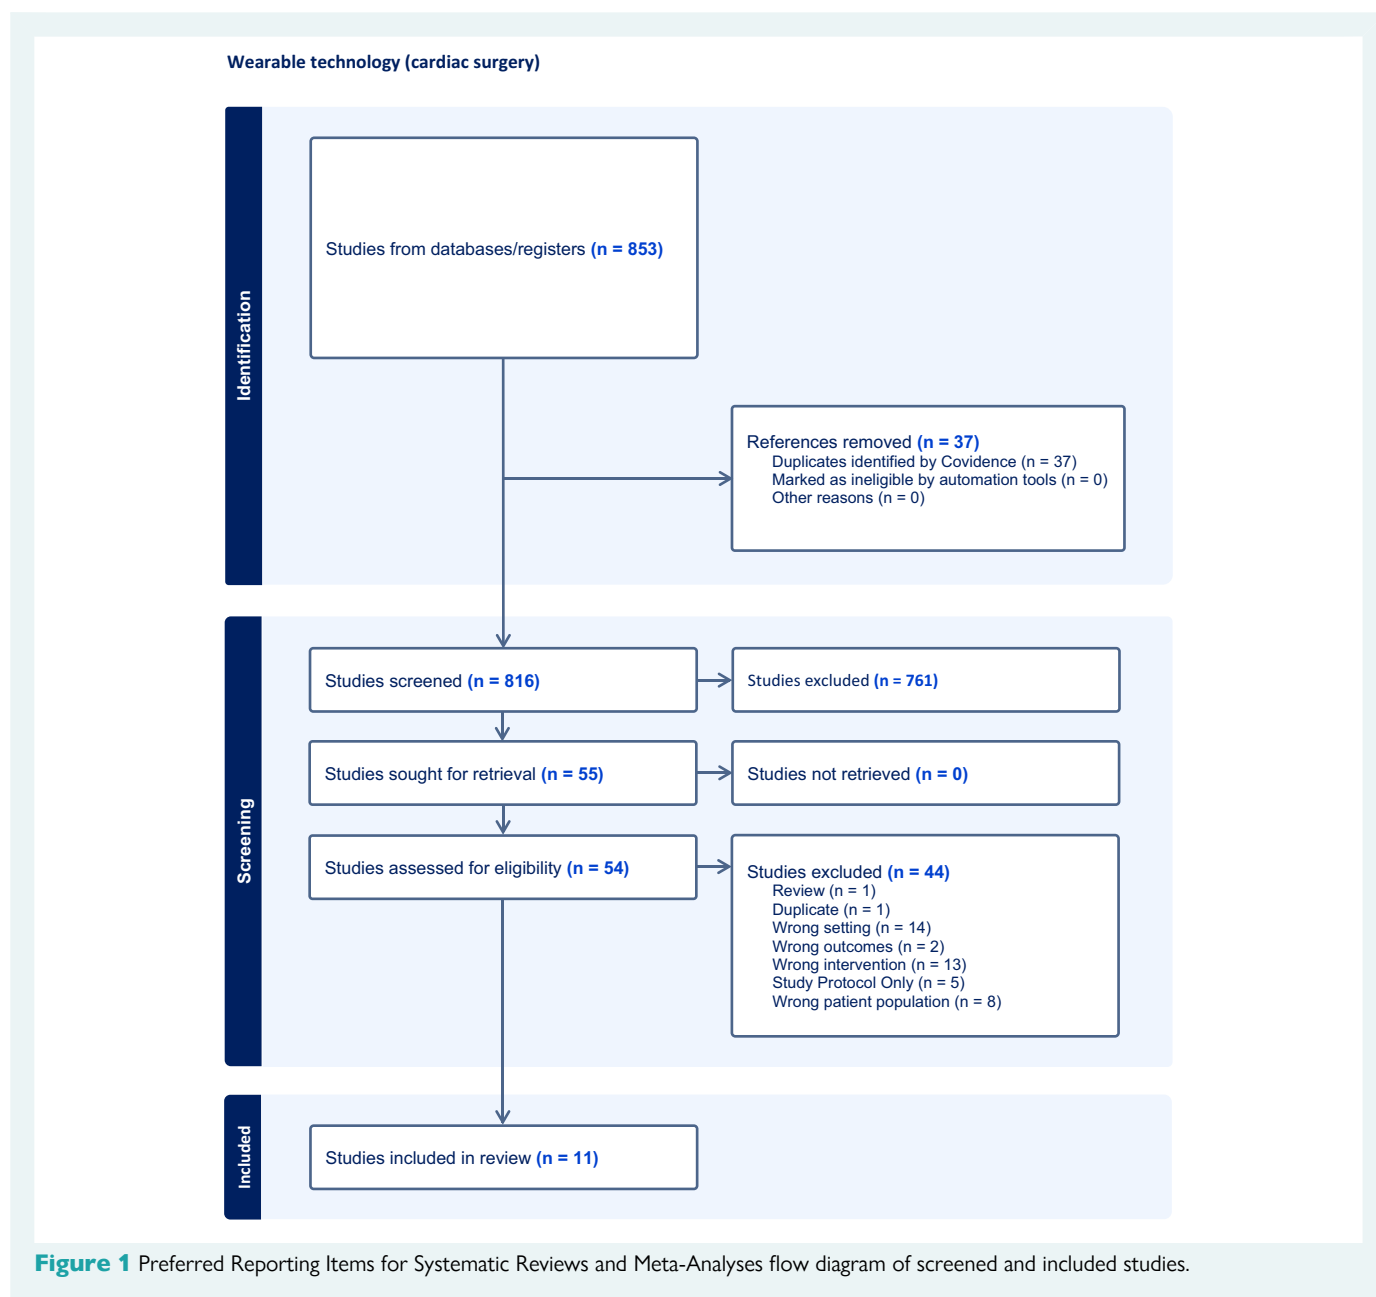 Wearable technology (cardiac surgery)
Identification
Studies from databases/registers (n = 853)
References removed (n = 37)
Duplicates identified by Covidence (n = 37)
Marked as ineligible by automation tools (n = 0)
Other reasons (n = 0)
Screening
Studies screened (n = 816)
Studies excluded (n = 761)
Studies sought for retrieval (n = 55)
Studies not retrieved (n = 0)
Studies assessed for eligibility (n = 54)
Studies excluded (n = 44)
Review (n = 1)
Duplicate (n = 1)
Wrong setting (n = 14)
Wrong outcomes (n = 2)
Wrong intervention (n = 13)
Study Protocol Only (n = 5)
Wrong patient population (n = 8)
Included
Studies included in review (n = 11)
Figure 1 Preferred Reporting Items for Systematic Reviews and Meta-Analyses flow diagram of screened and included studies.